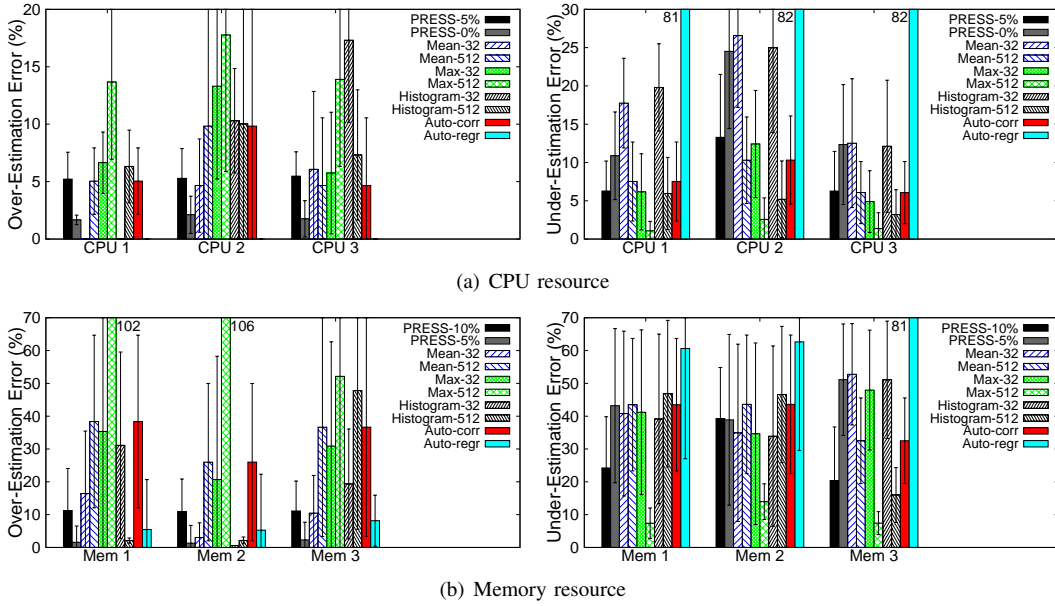 Over-Estimation Error (%)
20
15
10
5
0
CPU 1
CPU 2
CPU 3
PRESS-5%
PRESS-0%
Mean-32
Mean-512
Max-32
Max-512
Histogram-32
Histogram-512
Auto-corr
Auto-regr
Under-Estimation Error (%)
30
25
20
15
10
5
0
81
82
82
CPU 1
CPU 2
CPU 3
PRESS-5%
PRESS-0%
Mean-32
Mean-512
Max-32
Max-512
Histogram-32
Histogram-512
Auto-corr
Auto-regr
(a) CPU resource
Over-Estimation Error (%)
70
60
50
40
30
20
10
0
102
106
Mem 1
Mem 2
Mem 3
PRESS-10%
PRESS-5%
Mean-32
Mean-512
Max-32
Max-512
Histogram-32
Histogram-512
Auto-corr
Auto-regr
Under-Estimation Error (%)
70
60
50
40
30
20
10
0
81
Mem 1
Mem 2
Mem 3
PRESS-10%
PRESS-5%
Mean-32
Mean-512
Max-32
Max-512
Histogram-32
Histogram-512
Auto-corr
Auto-regr
(b) Memory resource